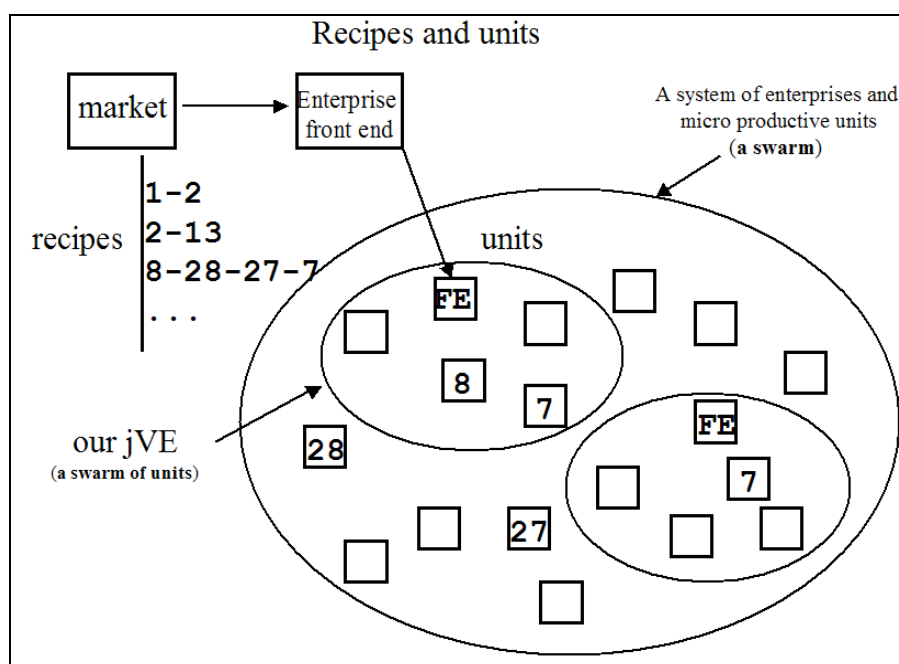 Recipes and units
market
Enterprise
front end
A system of enterprises and
micro productive units
(a swarm)
recipes
1-2
2-13
8-28-27-7
...
units
FE
8
7
our jVE
(a swarm of units)
28
FE
7
27